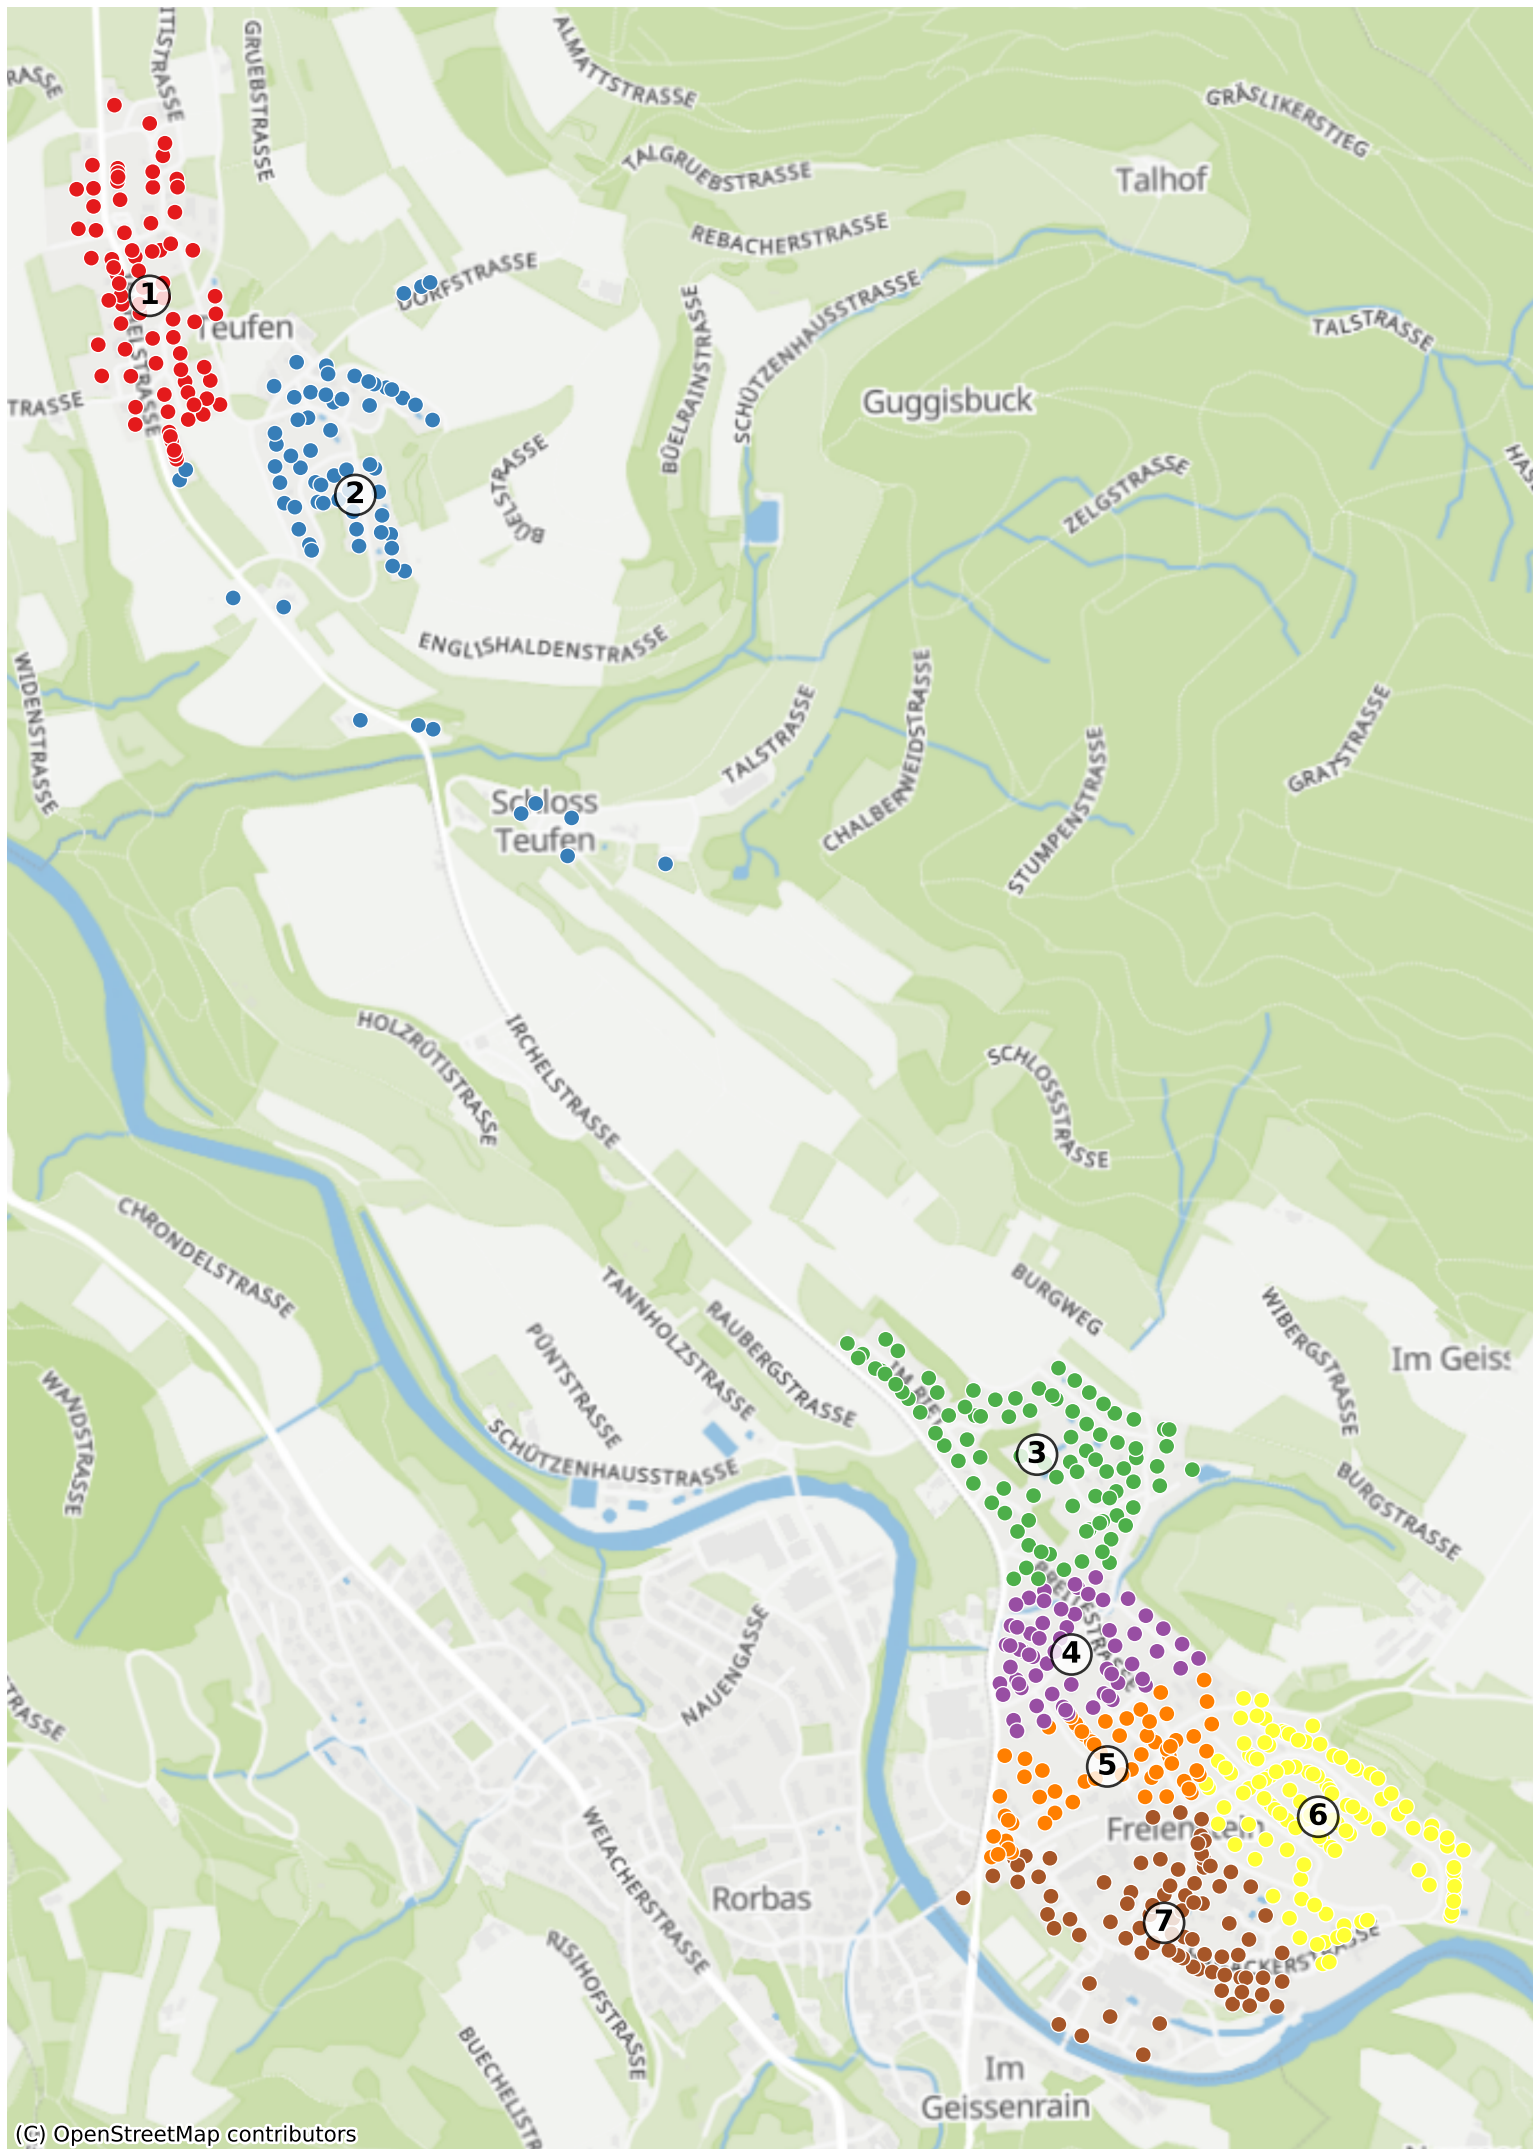 GRUEBSTRASSE
ALMATTSTRASSE
GRÄSLIKERSTIEG
TALGRUEBSTRASSE
Talhof
REBACHERSTRASSE
DORFSTRASSE
1
Teufen
BÜELRAINSTRASSE
SCHÜTZENHAUSSTRASSE
TALSTRASSE
Guggisbuck
BÜELSTRASSE
ZELGSTRASSE
2
ENGLISHALDENSTRASSE
WIDENSTRASSE
TALSTRASSE
CHALBERWEIDSTRASSE
STUMPENSTRASSE
GRATSTRASSE
Schloss
Teufen
HOLZRÜTISTRASSE
IRCHELSTRASSE
SCHLOSSSTRASSE
CHRONDELSTRASSE
BURGWEG
WIBERGSTRASSE
TANNHOLZSTRASSE
RAUBERGSTRASSE
PÜNTSTRASSE
Im Geiss
WANDSTRASSE
SCHÜTZENHAUSSTRASSE
3
BURGSTRASSE
NAUENGASSE
4
5
6
Freienstein
WEIACHERSTRASSE
Rorbas
7
RISIHOFSTRASSE
Im
Geissenrain
(C) OpenStreetMap contributors